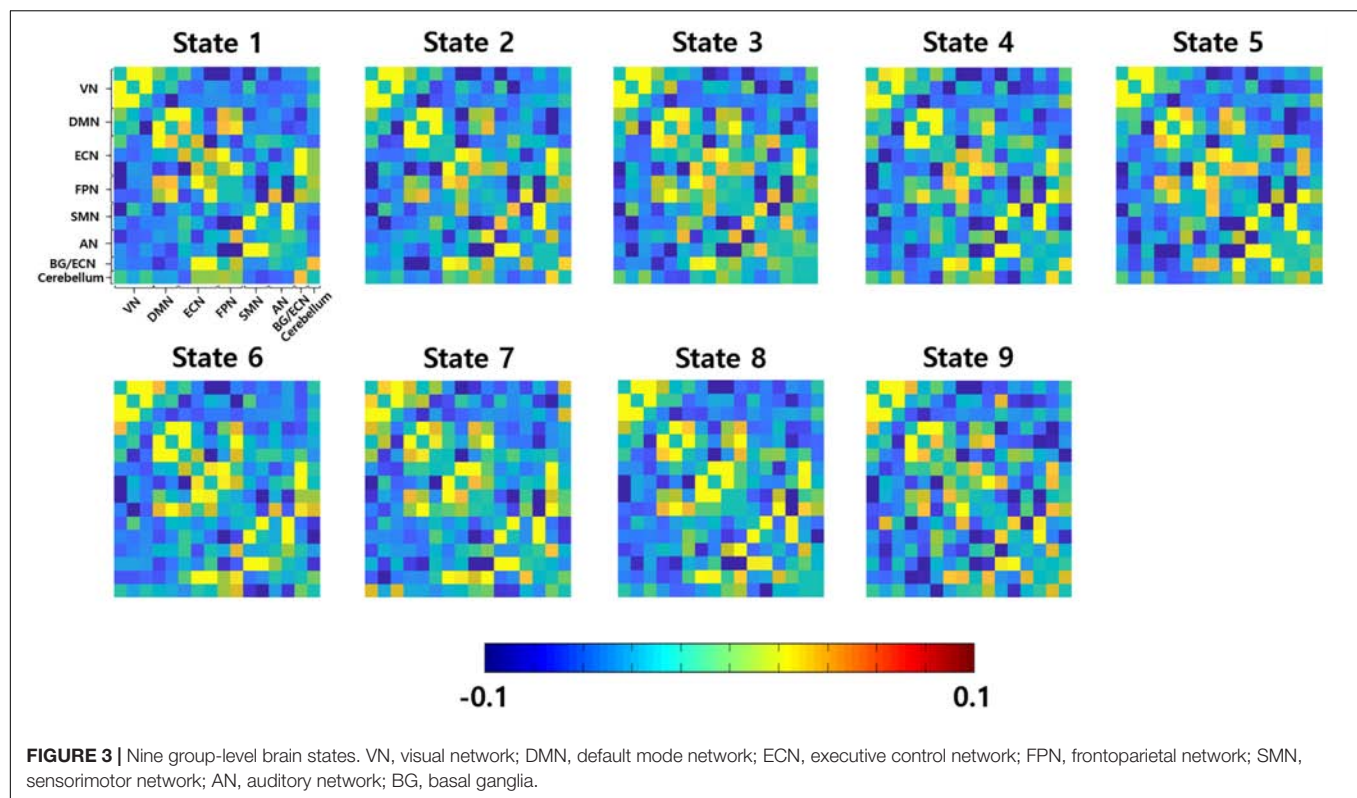 State 1 State 2 State 3 State 4 State 5
VN
DMN
ECN
FPN
SMN
AN
BG/ECN
Cerebellum
VN DMN ECN FPN SMN AN BG/ECN Cerebellum
State 6 State 7 State 8 State 9
-0.1 0.1
FIGURE 3 | Nine group-level brain states. VN, visual network; DMN, default mode network; ECN, executive control network; FPN, frontoparietal network; SMN,
sensorimotor network; AN, auditory network; BG, basal ganglia.